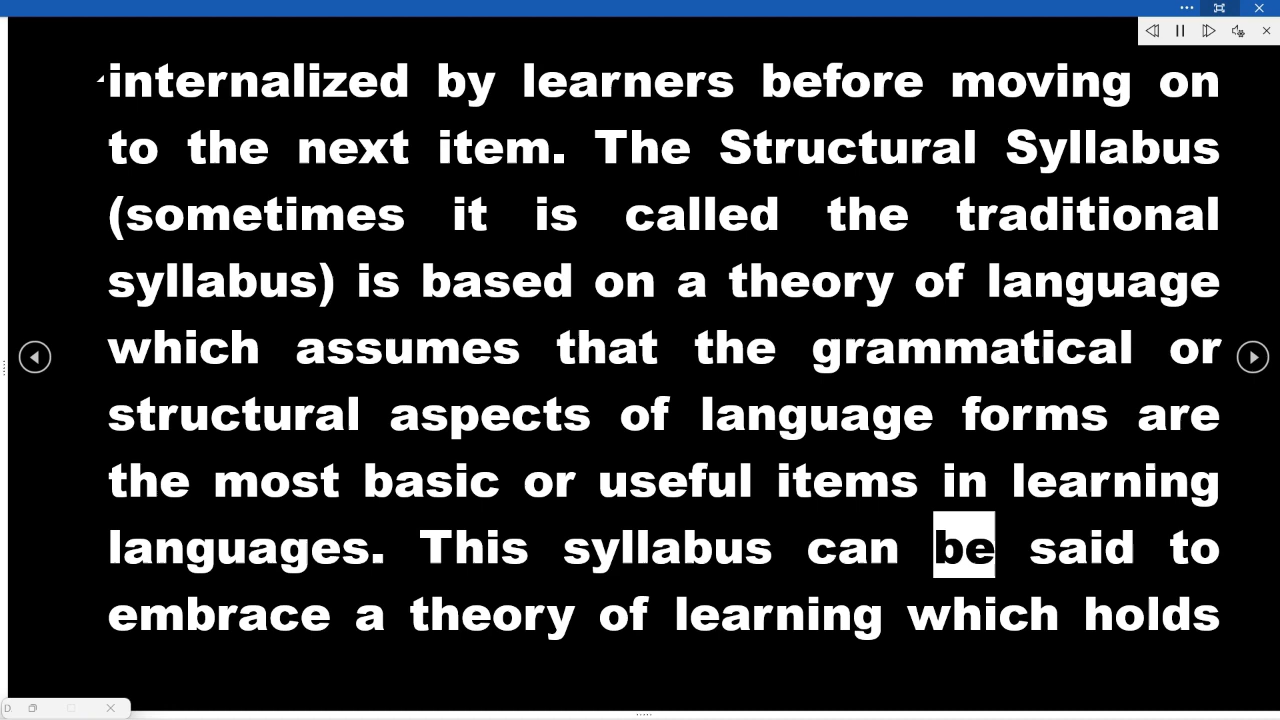 internalized by learners before moving on
to the next item. The Structural Syllabus
(sometimes it is called the traditional
syllabus) is based on a theory of language
which assumes that the grammatical or
structural aspects of language forms are
the most basic or useful items in learning
languages. This syllabus can be said to
embrace a theory of learning which holds
D